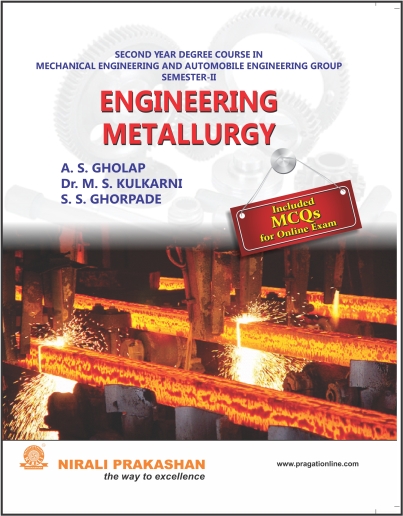 SECOND YEAR DEGREE COURSE IN
MECHANICAL ENGINEERING AND AUTOMOBILE ENGINEERING GROUP
SEMESTER-II
ENGINEERING
METALLURGY
A. S. GHOLAP
Dr. M. S. KULKARNI
S. S. GHORPADE
Included
MCQs
for Online Exam
NIRALI PRAKASHAN
the way to excellence
www.pragationline.com